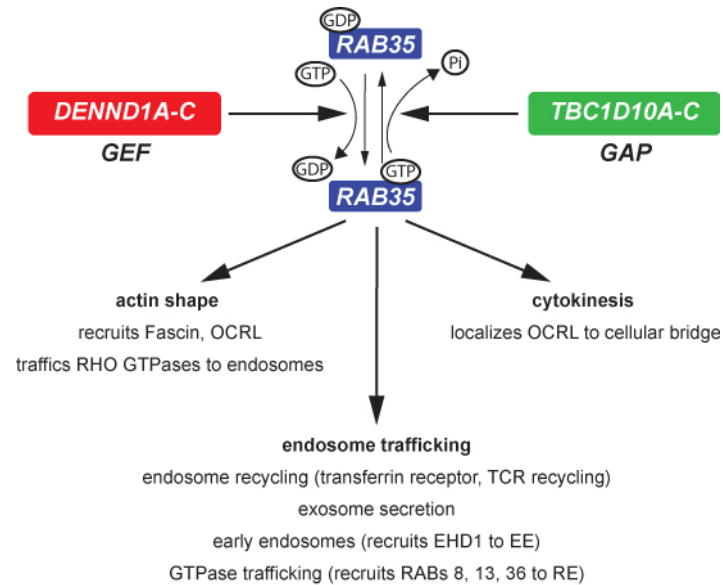 GDP
RAB35
GTP
Pi
DENND1A-C
TBC1D10A-C
GEF
GAP
GDP
GTP
RAB35
actin shape
recruits Fascin, OCRL
traffics RHO GTPases to endosomes
cytokinesis
localizes OCRL to cellular bridge
endosome trafficking
endosome recycling (transferrin receptor, TCR recycling)
exosome secretion
early endosomes (recruits EHD1 to EE)
GTPase trafficking (recruits RABs 8, 13, 36 to RE)